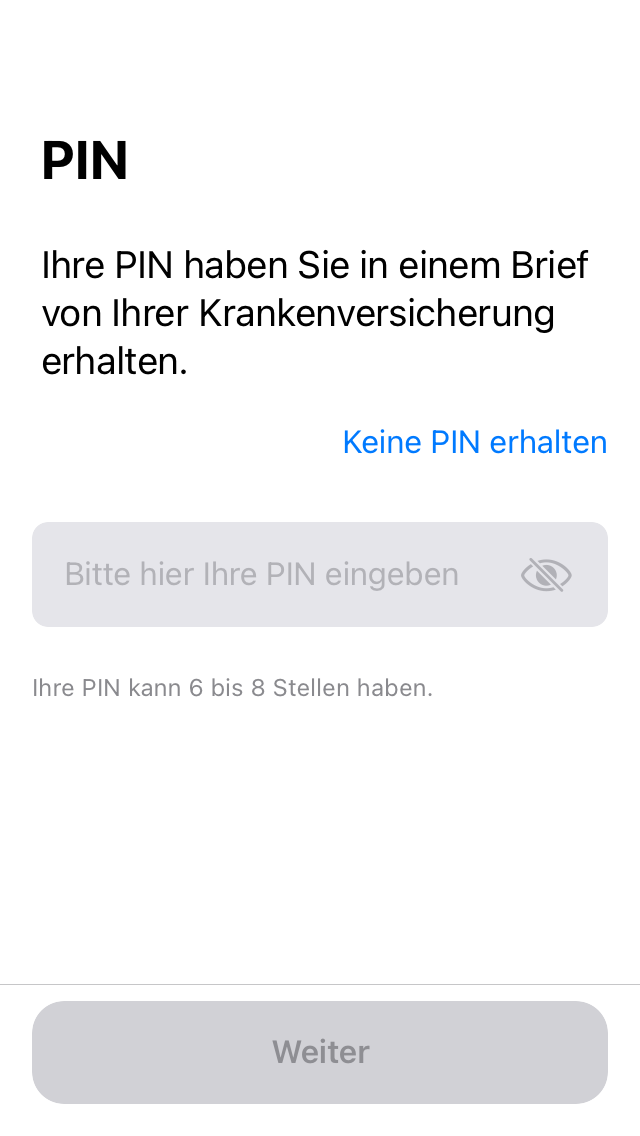 PIN
Ihre PIN haben Sie in einem Brief
von Ihrer Krankenversicherung
erhalten.
Keine PIN erhalten
Bitte hier Ihre PIN eingeben
Ihre PIN kann 6 bis 8 Stellen haben.
Weiter